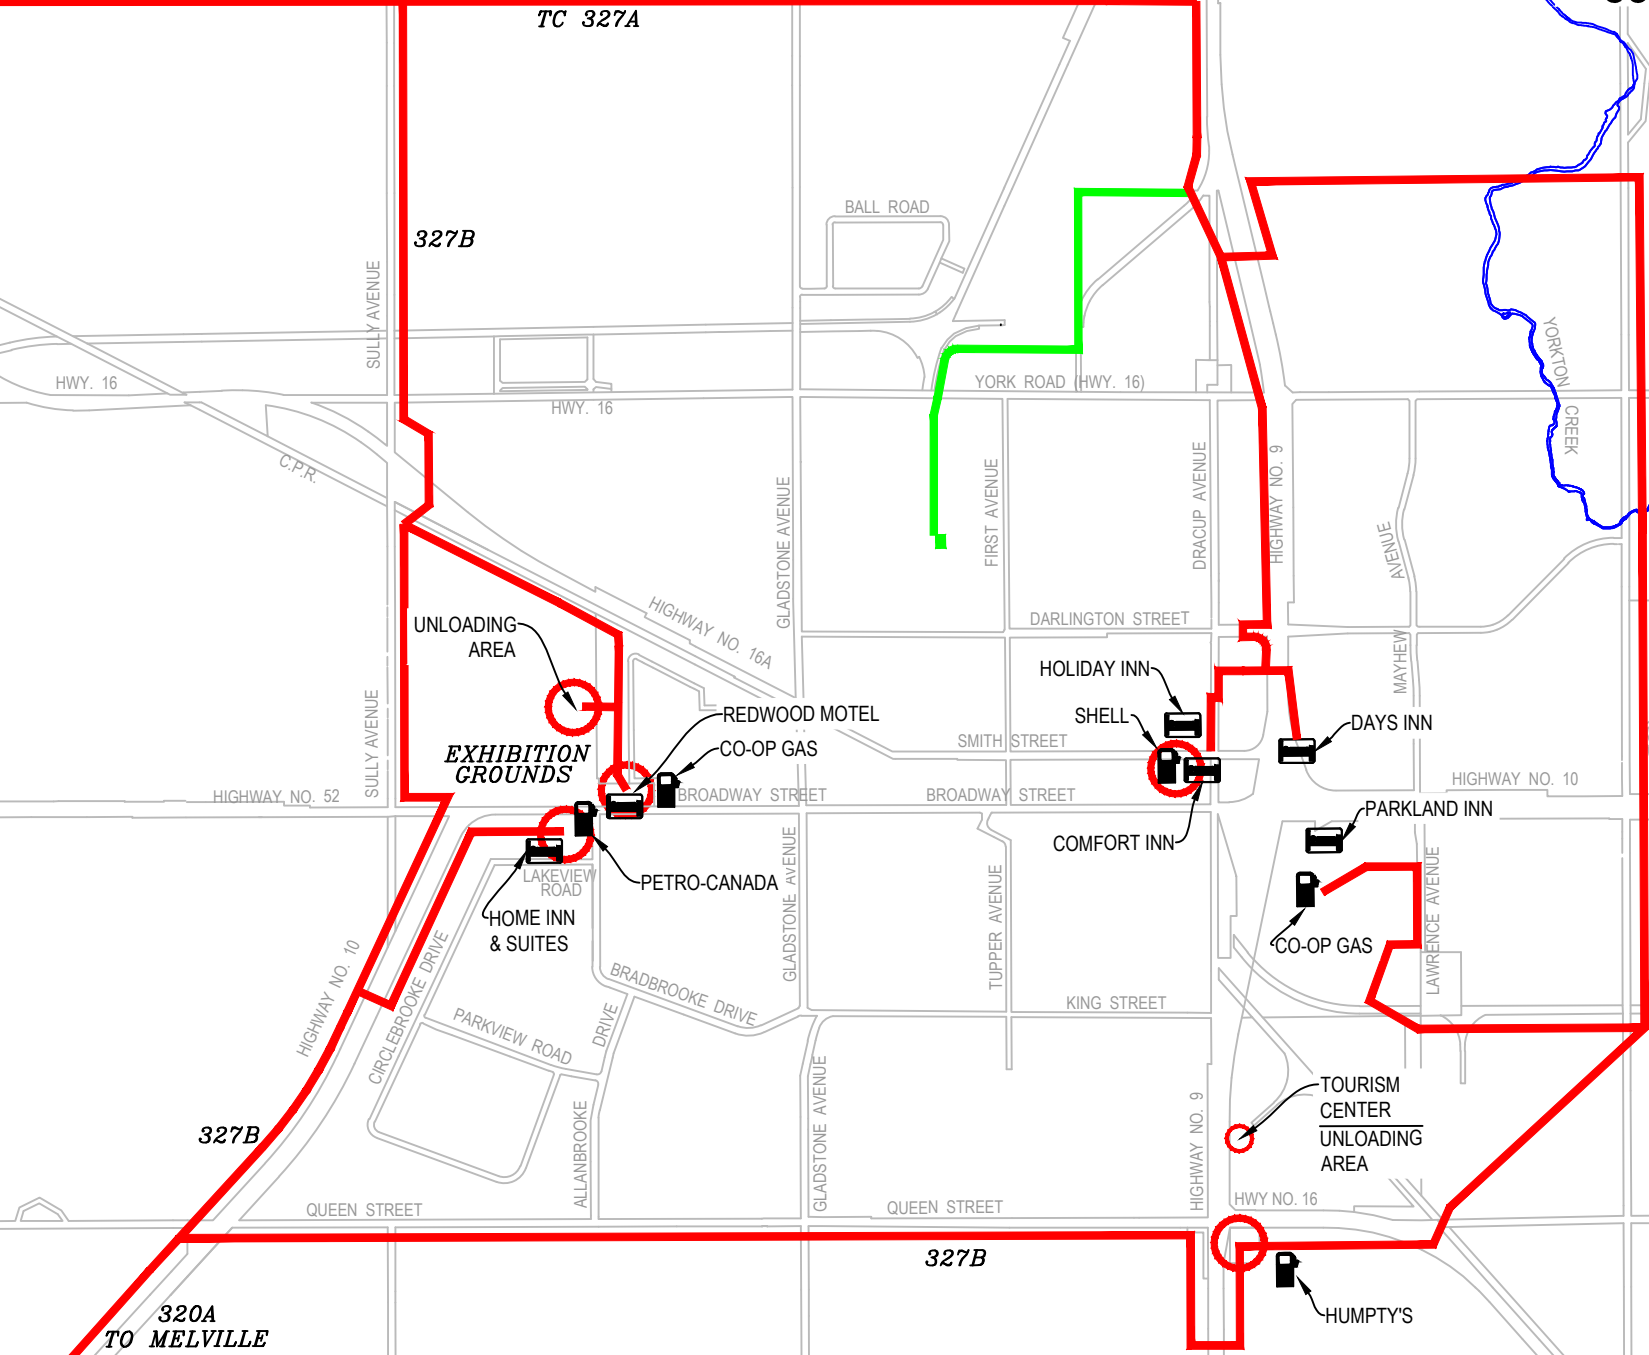 TC 327A
BALL ROAD
327B
SULLY AVENUE
YORKTON
CREEK
HWY. 16
YORK ROAD (HWY. 16)
HWY. 16
C.P.R.
GLADSTONE AVENUE
FIRST AVENUE
DRACUP AVENUE
HIGHWAY NO. 9
AVENUE
MAYHEW
HIGHWAY NO. 16A
DARLINGTON STREET
UNLOADING
AREA
HOLIDAY INN
SULLY AVENUE
REDWOOD MOTEL
SHELL
DAYS INN
CO-OP GAS
SMITH STREET
EXHIBITION
GROUNDS
HIGHWAY NO. 10
HIGHWAY NO. 52
BROADWAY STREET
BROADWAY STREET
PARKLAND INN
COMFORT INN
LAKEVIEW
ROAD
PETRO-CANADA
GLADSTONE AVENUE
TUPPER AVENUE
LAWRENCE AVENUE
HOME INN
& SUITES
CO-OP GAS
HIGHWAY NO. 10
CIRCLEBROOKE DRIVE
BRADBROOKE DRIVE
KING STREET
PARKVIEW ROAD
DRIVE
ALLANBROOKE
GLADSTONE AVENUE
HIGHWAY NO. 9
TOURISM
CENTER
UNLOADING
AREA
327B
QUEEN STREET
QUEEN STREET
HWY NO. 16
327B
320A
TO MELVILLE
HUMPTY'S